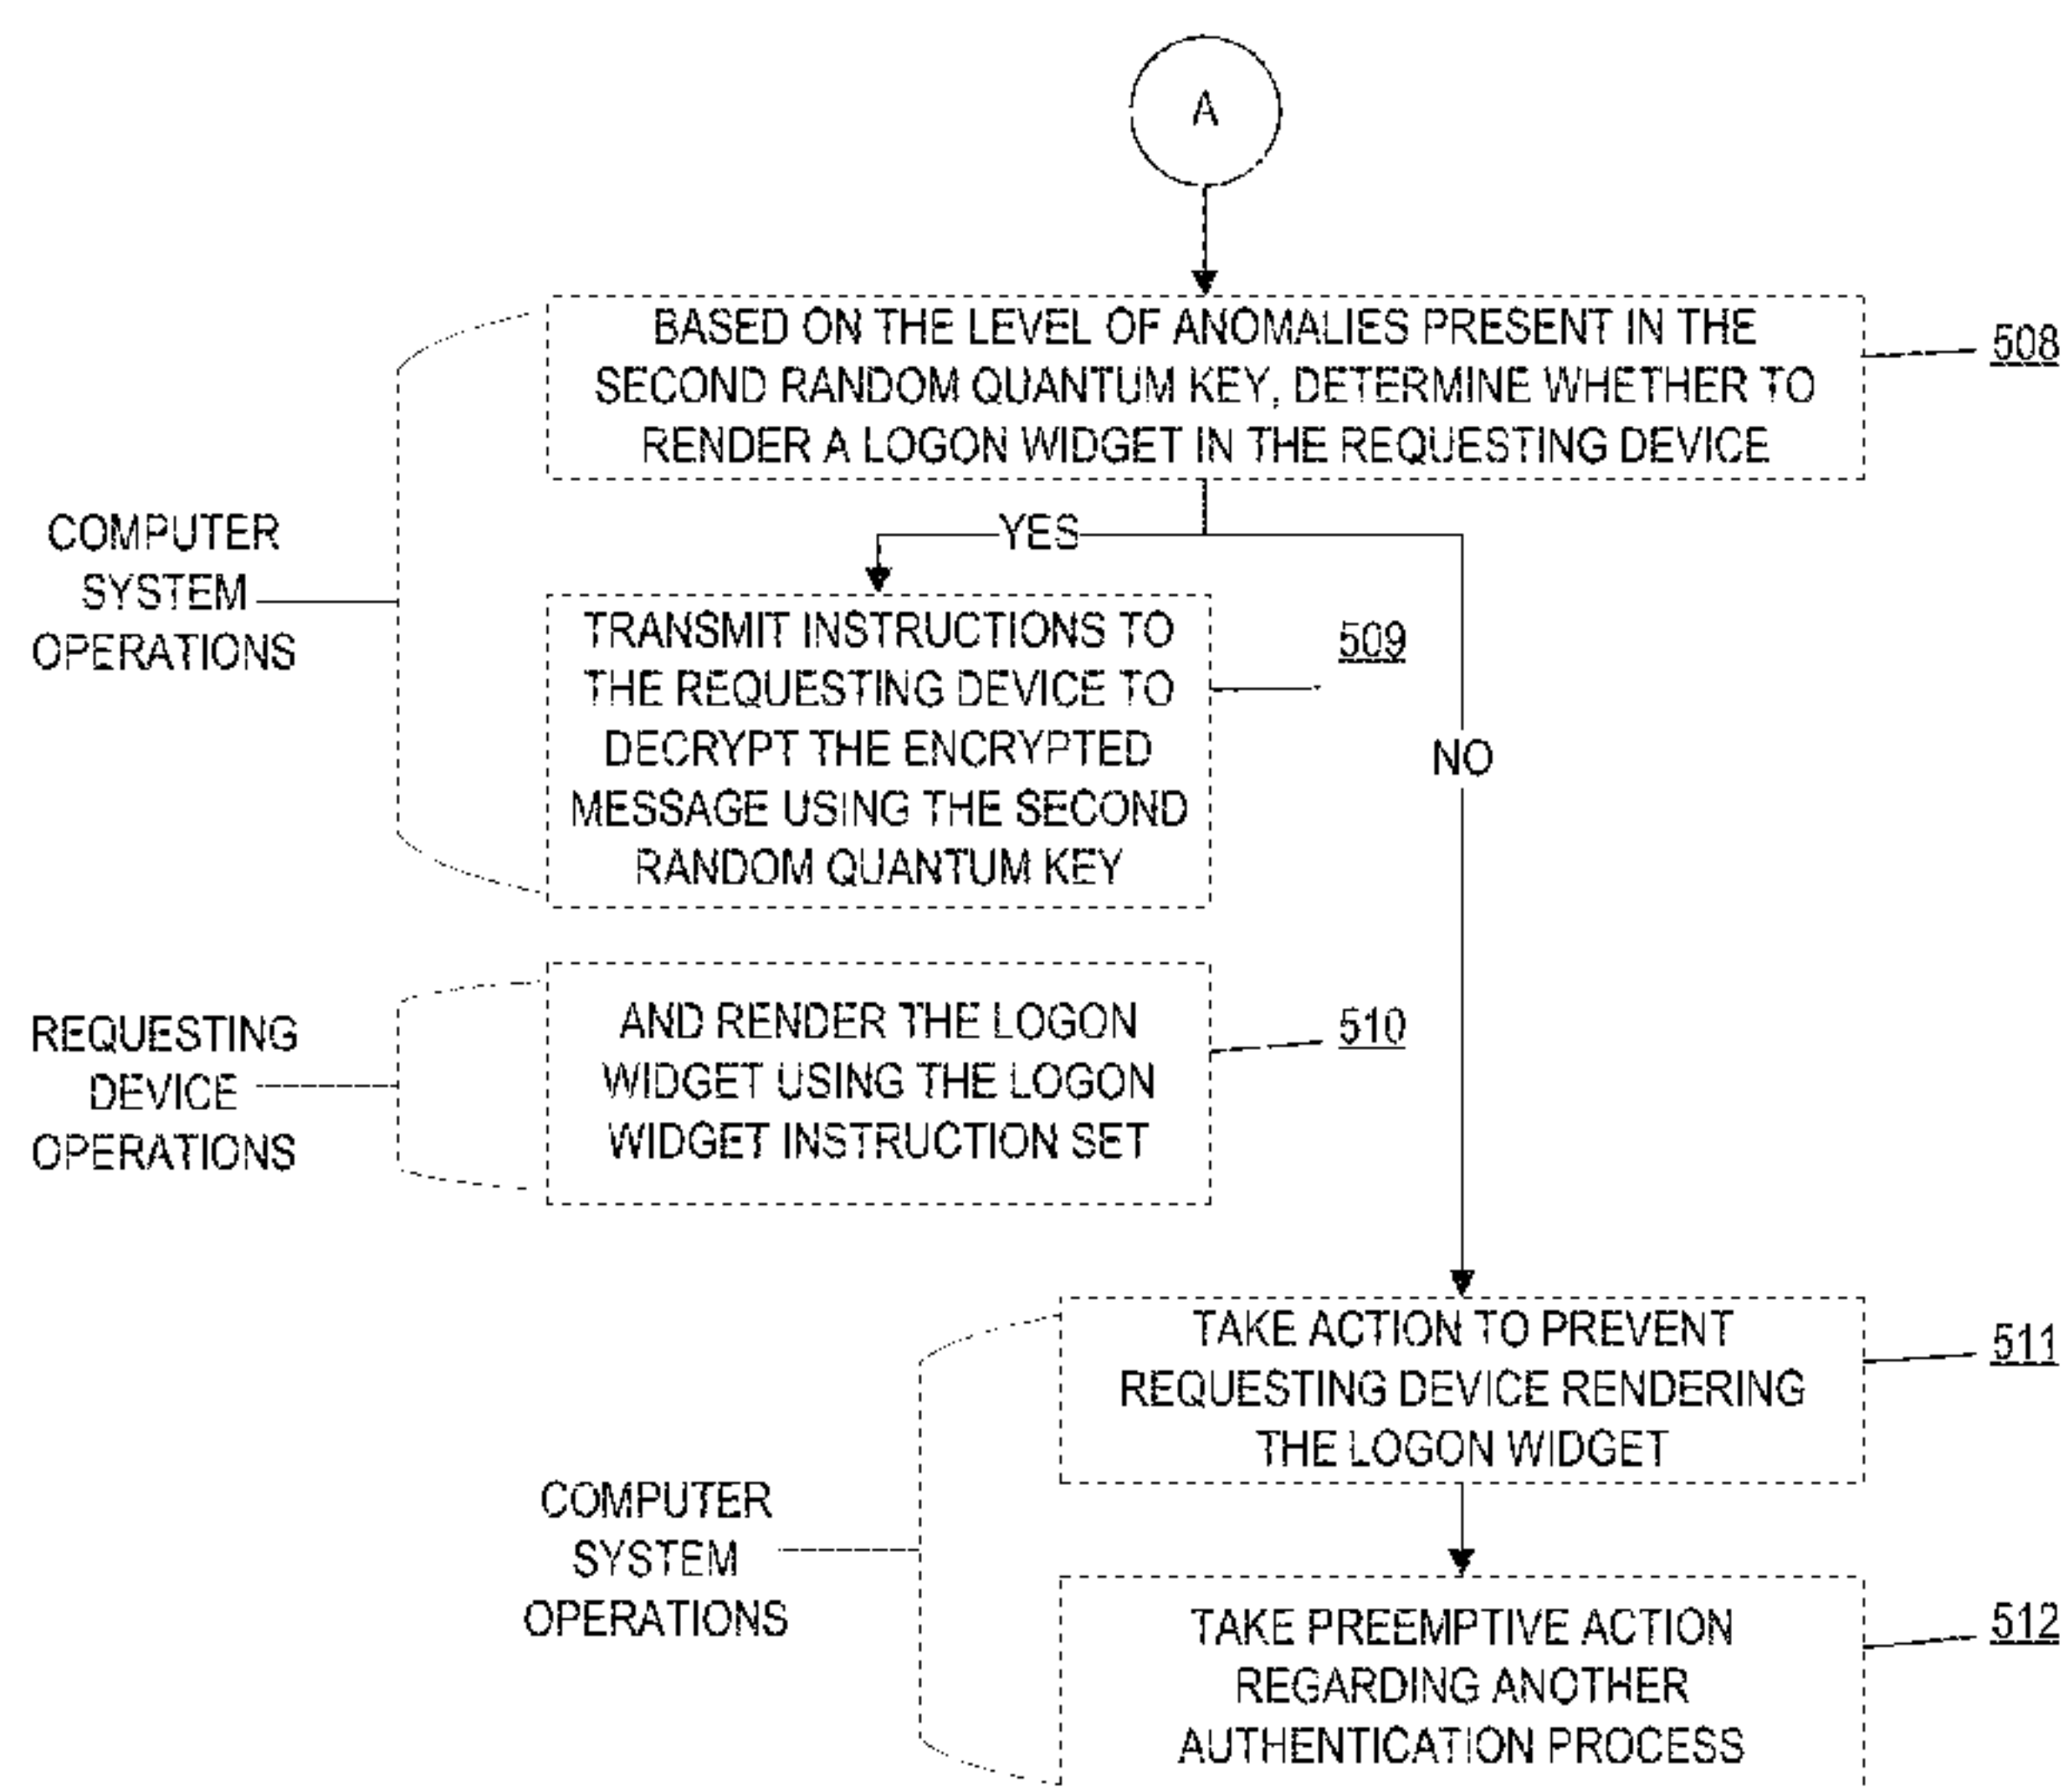 A
BASED ON THE LEVEL OF ANOMALIES PRESENT IN THE
SECOND RANDOM QUANTUM KEY, DETERMINE WHETHER TO
RENDER A LOGON WIDGET IN THE REQUESTING DEVICE
508
COMPUTER
SYSTEM
OPERATIONS
YES
TRANSMIT INSTRUCTIONS TO
THE REQUESTING DEVICE TO
DECRYPT THE ENCRYPTED
MESSAGE USING THE SECOND
RANDOM QUANTUM KEY
509
NO
REQUESTING
DEVICE
OPERATIONS
AND RENDER THE LOGON
WIDGET USING THE LOGON
WIDGET INSTRUCTION SET
510
TAKE ACTION TO PREVENT
REQUESTING DEVICE RENDERING
THE LOGON WIDGET
511
COMPUTER
SYSTEM
OPERATIONS
TAKE PREEMPTIVE ACTION
REGARDING ANOTHER
AUTHENTICATION PROCESS
512